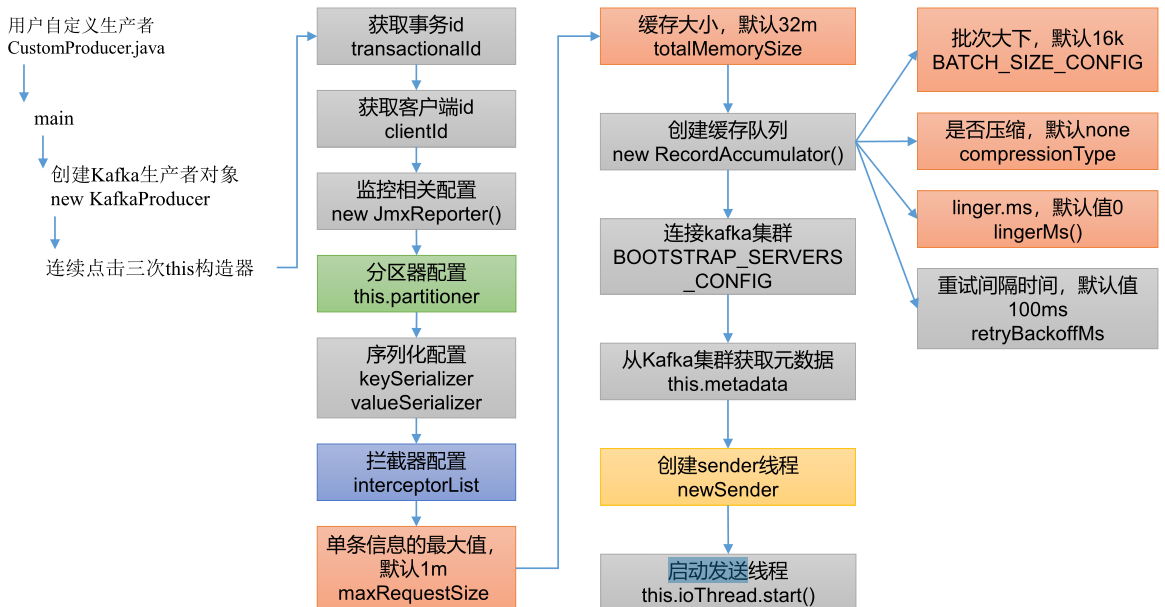 用户自定义生产者
CustomProducer.java
main
创建Kafka生产者对象
new KafkaProducer
连续点击三次this构造器
获取事务id
transactionalId
获取客户端id
clientId
监控相关配置
new JmxReporter()
分区器配置
this.partitioner
序列化配置
keySerializer
valueSerializer
拦截器配置
interceptorList
单条信息的最大值，
默认1m
maxRequestSize
缓存大小，默认32m
totalMemorySize
创建缓存队列
new RecordAccumulator()
连接kafka集群
BOOTSTRAP_SERVERS
_CONFIG
从Kafka集群获取元数据
this.metadata
创建sender线程
newSender
启动发送线程
this.ioThread.start()
批次大下，默认16k
BATCH_SIZE_CONFIG
是否压缩，默认none
compressionType
linger.ms，默认值0
lingerMs()
重试间隔时间，默认值
100ms
retryBackoffMs